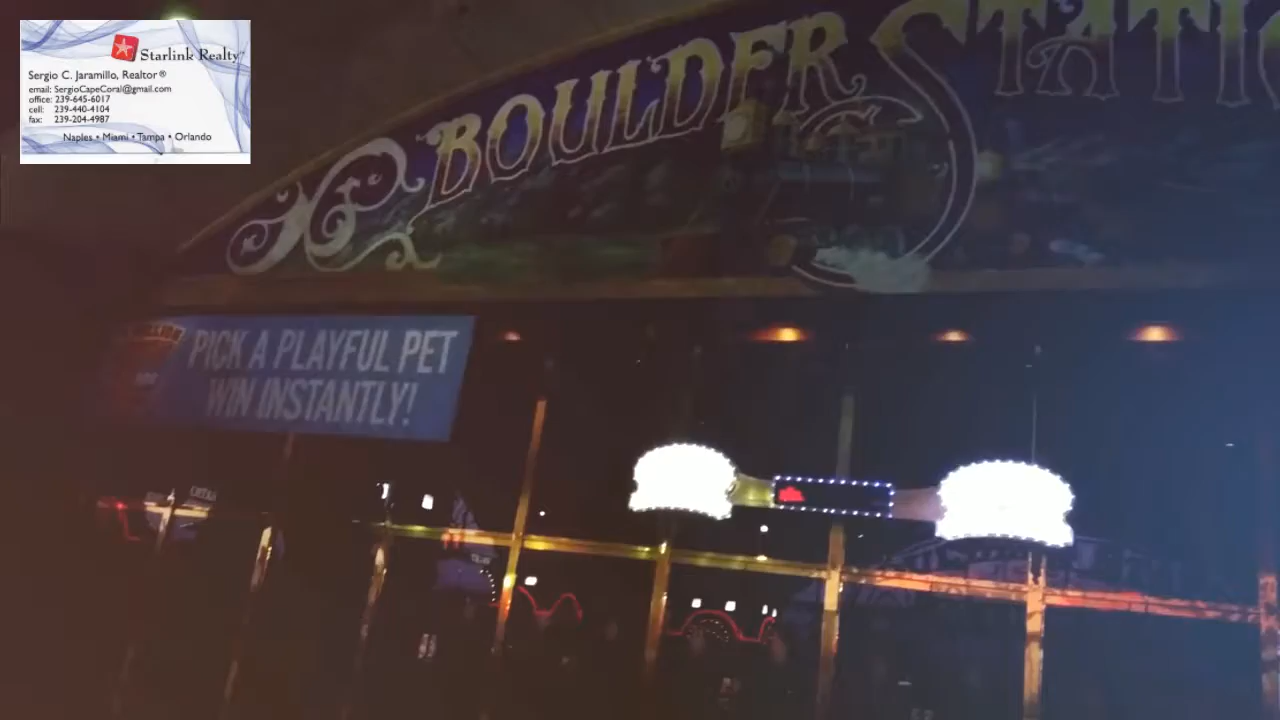 Starlink Realty
Sergio C. Jaramillo, Realtor®
email: SergioCapeCoral@gmail.com
office: 239-645-6017
cell: 239-440-4104
fax: 239-204-4987
Naples • Miami • Tampa • Orlando
BOULDER STATIO
PICK A PLAYFUL PET
WIN INSTANTLY!